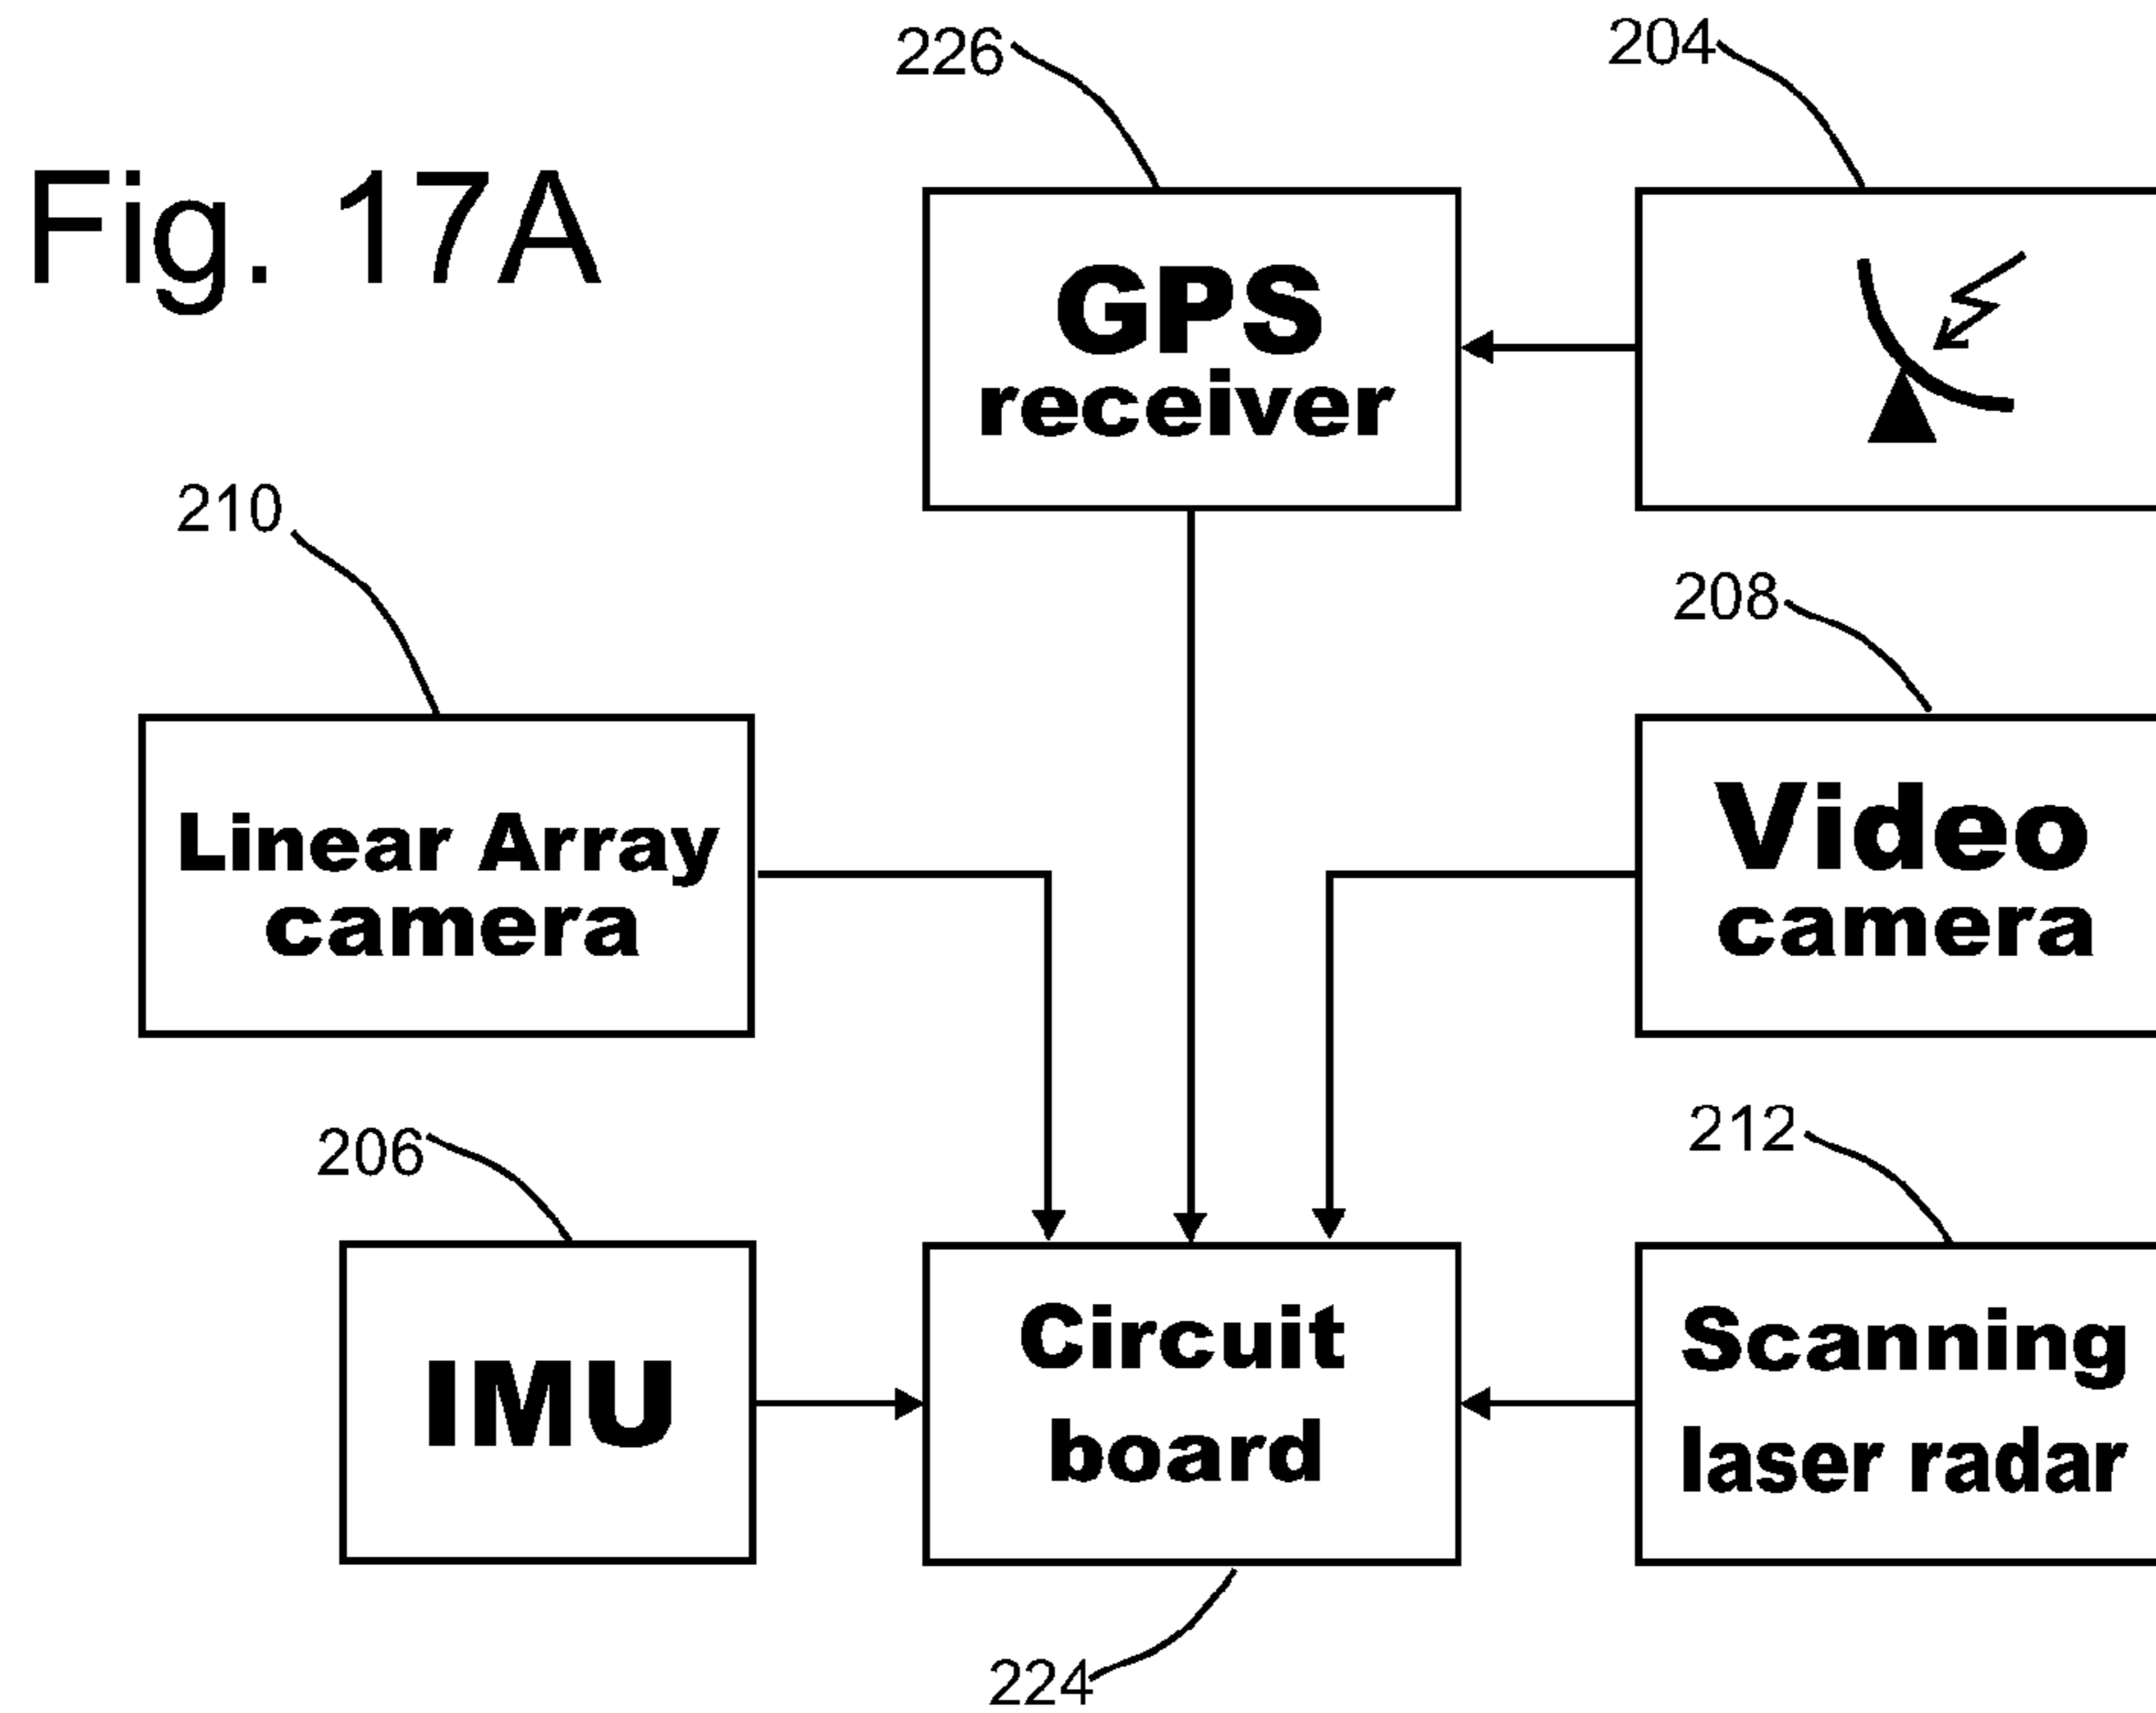 226
204
Fig. 17A
GPS
receiver
210
208
Linear Array
camera
Video
camera
206
212
IMU
Circuit
board
Scanning
laser radar
224